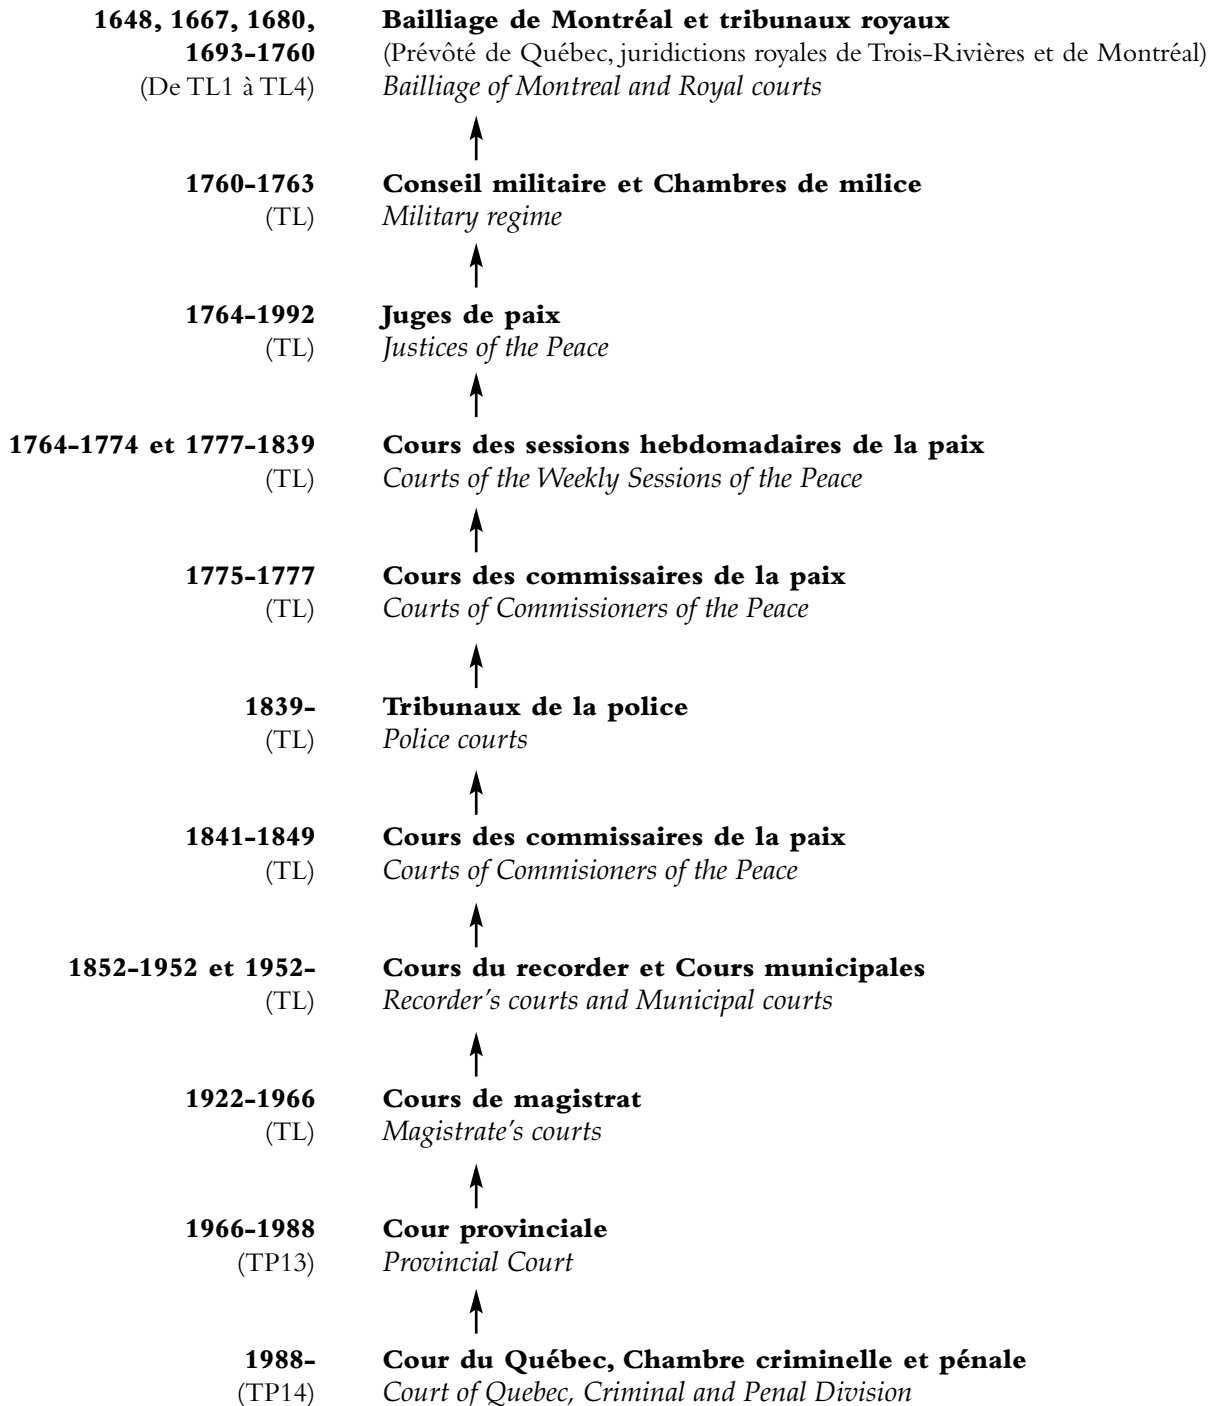 1648, 1667, 1680, Bailliage de Montréal et tribunaux royaux
1693-1760 (Prévôté de Québec, juridictions royales de Trois-Rivières et de Montréal)
(De TL1 à TL4) Bailliage of Montreal and Royal courts
1760-1763 Conseil militaire et Chambres de milice
(TL) Military regime
1764-1992 Juges de paix
(TL) Justices of the Peace
1764-1774 et 1777-1839 Cours des sessions hebdomadaires de la paix
(TL) Courts of the Weekly Sessions of the Peace
1775-1777 Cours des commissaires de la paix
(TL) Courts of Commissioners of the Peace
1839- Tribunaux de la police
(TL) Police courts
1841-1849 Cours des commissaires de la paix
(TL) Courts of Commisioners of the Peace
1852-1952 et 1952- Cours du recorder et Cours municipales
(TL) Recorder's courts and Municipal courts
1922-1966 Cours de magistrat
(TL) Magistrate's courts
1966-1988 Cour provinciale
(TP13) Provincial Court
1988- Cour du Québec, Chambre criminelle et pénale
(TP14) Court of Quebec, Criminal and Penal Division